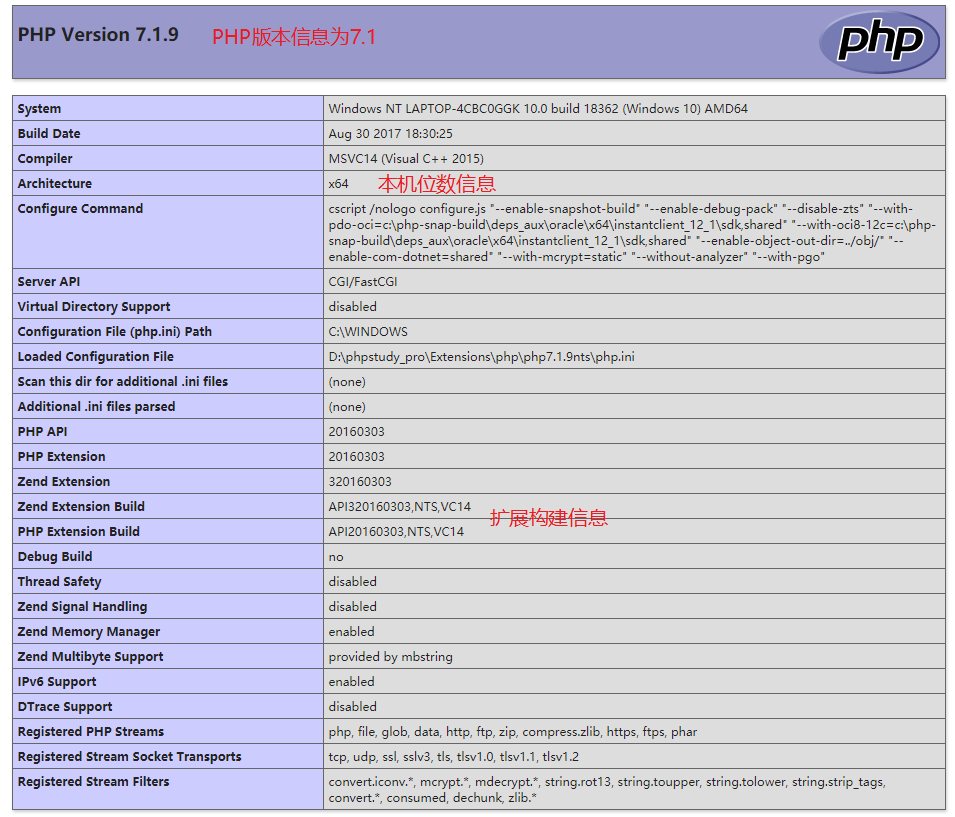 PHP Version 7.1.9 PHP版本信息为7.1 php
System Windows NT LAPTOP-4CBC0GGK 10.0 build 18362 (Windows 10) AMD64
Build Date Aug 30 2017 18:30:25
Compiler MSVC14 (Visual C++ 2015)
Architecture x64 本机位数信息
Configure Command cscript /nologo configure.js "--enable-snapshot-build" "--enable-debug-pack" "--disable-zts" "--with-
pdo-oci=c:\php-snap-build\deps_aux\oracle\x64\instantclient_12_1\sdk,shared" "--with-oci8-12c=c:\php-
snap-build\deps_aux\oracle\x64\instantclient_12_1\sdk,shared" "--enable-object-out-dir=../obj/" "--
enable-com-dotnet=shared" "--with-mcrypt=static" "--without-analyzer" "--with-pgo"
Server API CGI/FastCGI
Virtual Directory Support disabled
Configuration File (php.ini) Path C:\WINDOWS
Loaded Configuration File D:\phpstudy_pro\Extensions\php\php7.1.9nts\php.ini
Scan this dir for additional .ini files (none)
Additional .ini files parsed (none)
PHP API 20160303
PHP Extension 20160303
Zend Extension 320160303
Zend Extension Build API320160303,NTS,VC14
扩展构建信息
PHP Extension Build API20160303,NTS,VC14
Debug Build no
Thread Safety disabled
Zend Signal Handling disabled
Zend Memory Manager enabled
Zend Multibyte Support provided by mbstring
IPv6 Support enabled
DTrace Support disabled
Registered PHP Streams php, file, glob, data, http, ftp, zip, compress.zlib, https, ftps, phar
Registered Stream Socket Transports tcp, udp, ssl, sslv3, tls, tlsv1.0, tlsv1.1, tlsv1.2
Registered Stream Filters convert.iconv.*, mcrypt.*, mdecrypt.*, string.rot13, string.toupper, string.tolower, string.strip_tags,
convert.*, consumed, dechunk, zlib.*